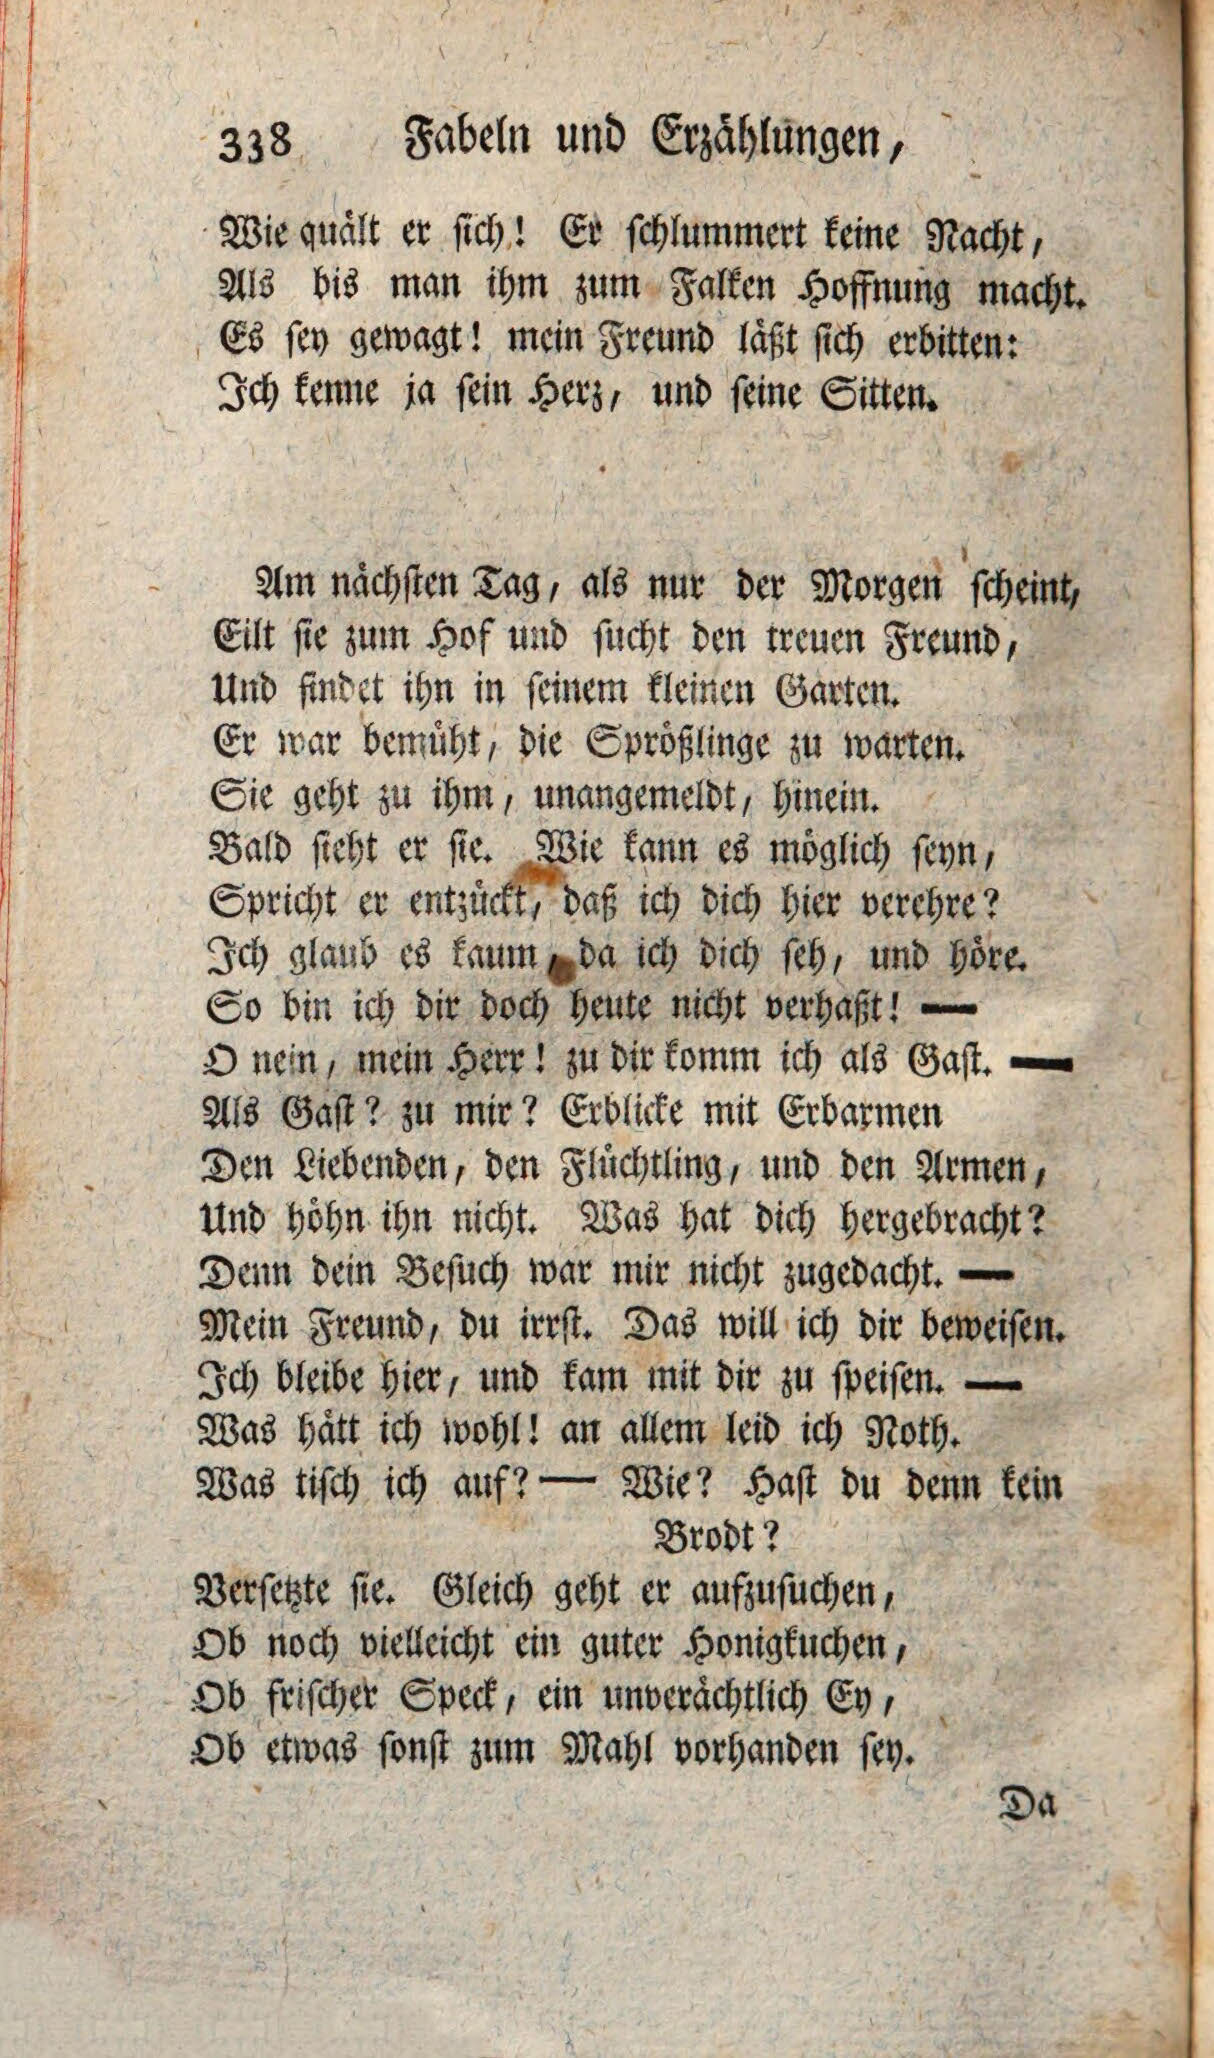 338 Fabeln und Erzählungen,
Wie quält er sich! Er schlummert keine Nacht,
Als bis man ihm zum Falken Hoffnung macht.
Es sey gewagt! mein Freund läßt sich erbitten:
Ich kenne ja sein Herz, und seine Sitten.
Am nächsten Tag, als nur der Morgen scheint,
Eilt sie zum Hof und sucht den treuen Freund,
Und findet ihn in seinem kleinen Garten.
Er war bemüht, die Sprößlinge zu warten.
Sie geht zu ihm, unangemeldt, hinein.
Bald sieht er sie. Wie kann es möglich seyn,
Spricht er entzückt, daß ich dich hier verehre?
Ich glaub es kaum, da ich dich seh, und höre.
So bin ich dir doch heute nicht verhaßt! —
O nein, mein Herr! zu dir komm ich als Gast. —
Als Gast? zu mir? Erblicke mit Erbarmen
Den Liebenden, den Flüchtling, und den Armen,
Und höhn ihn nicht. Was hat dich hergebracht?
Denn dein Besuch war mir nicht zugedacht. —
Mein Freund, du irrst. Das will ich dir beweisen.
Ich bleibe hier, und kam mit dir zu speisen. —
Was hätt ich wohl! an allem leid ich Noth.
Was tisch ich auf? — Wie? Hast du denn kein
Brodt?
Versetzte sie. Gleich geht er aufzusuchen,
Ob noch vielleicht ein guter Honigkuchen,
Ob frischer Speck, ein unverächtlich Ey,
Ob etwas sonst zum Mahl vorhanden sey.
Da